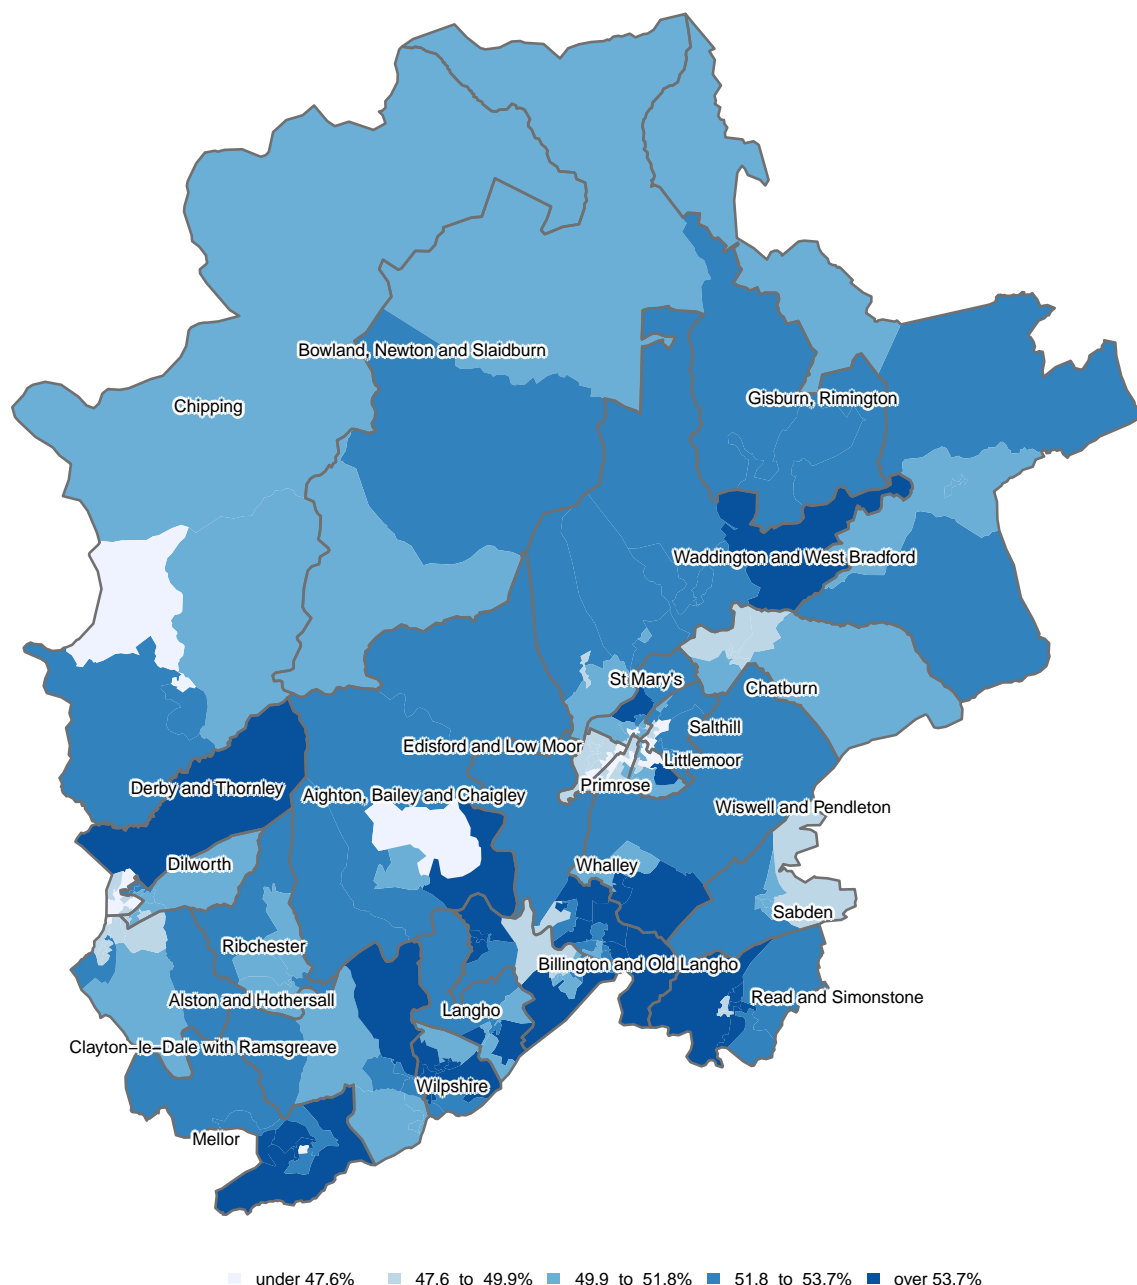 Bowland, Newton and Slaidburn
Chipping
Gisburn, Rimington
Waddington and West Bradford
St Mary's
Chatburn
Salthill
Edisford and Low Moor
Littlemoor
Primrose
Derby and Thornley
Aighton, Bailey and Chaigley
Wiswell and Pendleton
Dilworth
Whalley
Sabden
Ribchester
Billington and Old Langho
Alston and Hothersall
Read and Simonstone
Langho
Clayton−le−Dale with Ramsgreave
Wilpshire
Mellor
under 47.6% 47.6 to 49.9% 49.9 to 51.8% 51.8 to 53.7% over 53.7%